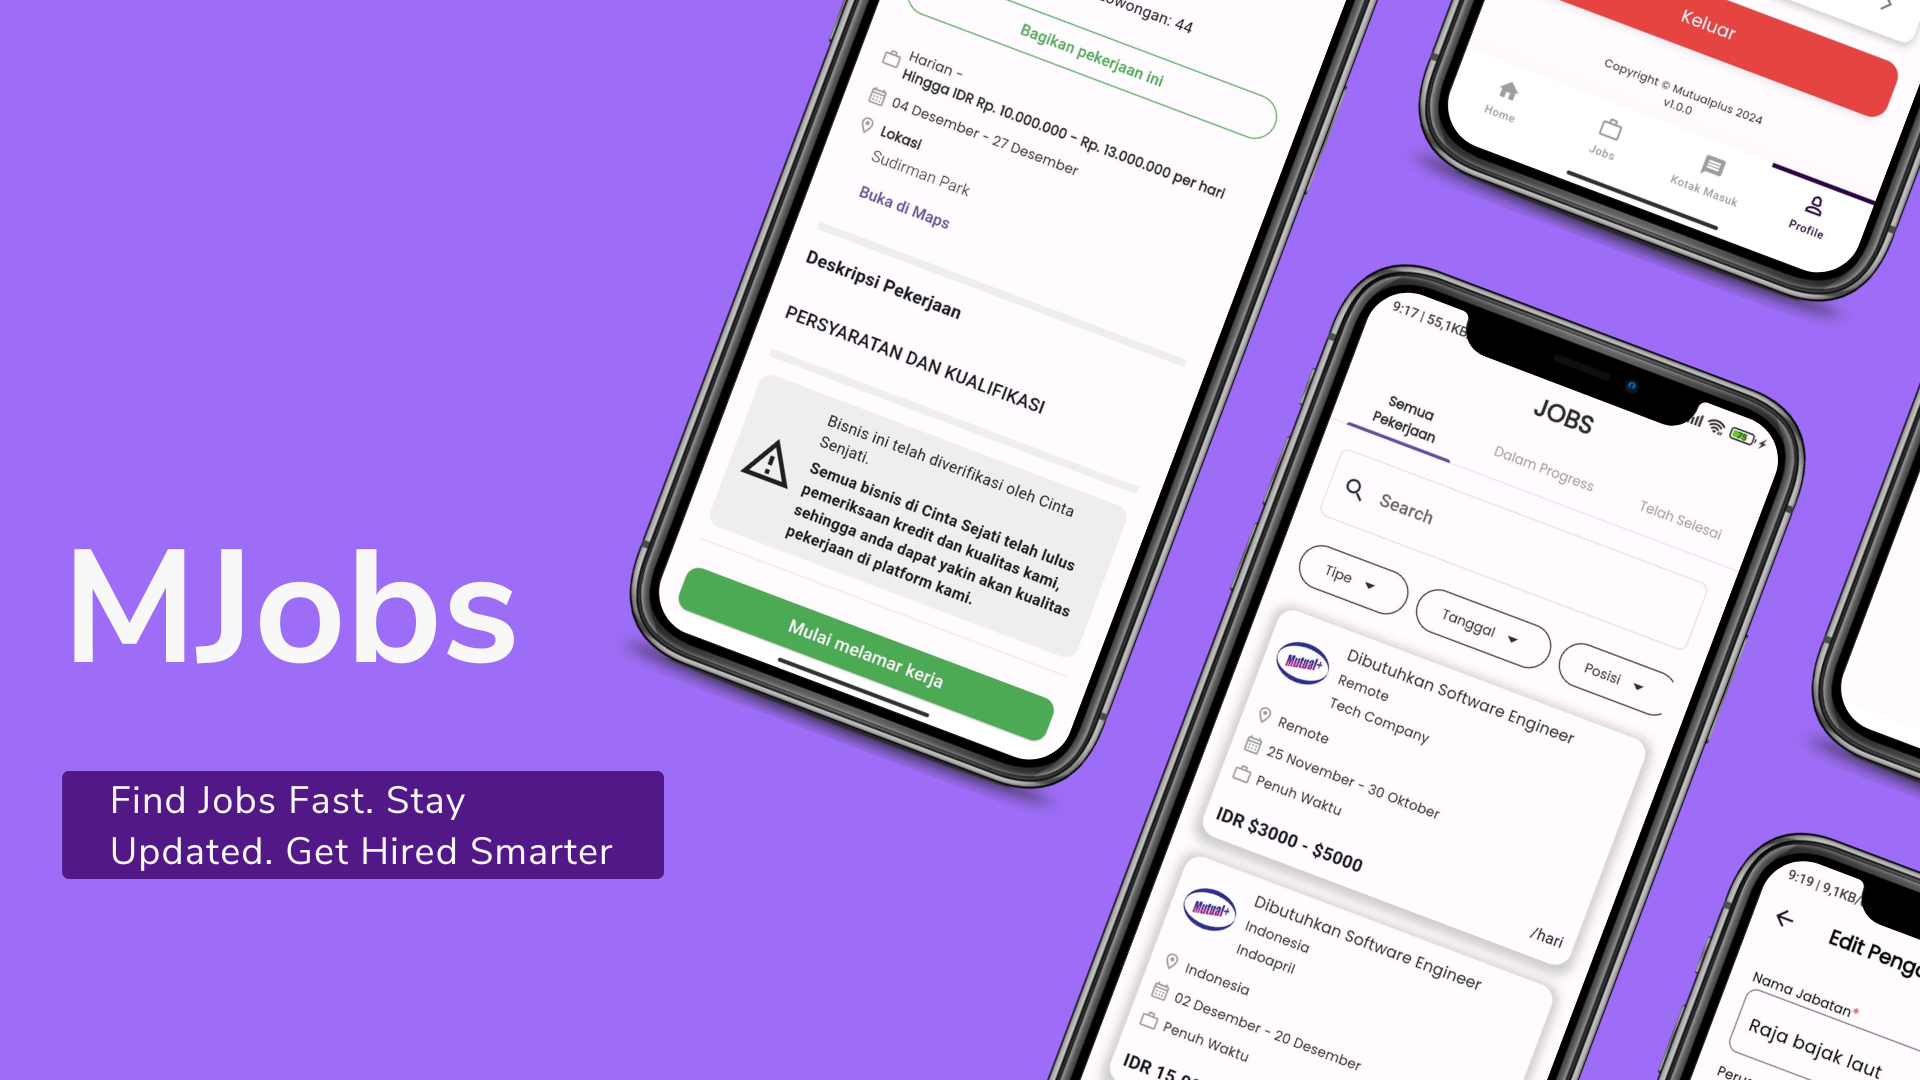 MJobs
Find Jobs Fast. Stay
Updated. Get Hired Smarter
Lowongan: 44
Bagikan pekerjaan ini
Harian -
Hingga IDR Rp. 10.000.000 - Rp. 13.000.000 per hari
04 Desember - 27 Desember
Lokasi
Sudirman Park
Buka di Maps
Deskripsi Pekerjaan
PERSYARATAN DAN KUALIFIKASI
Bisnis ini telah diverifikasi oleh Cinta
Senjati.
Semua bisnis di Cinta Sejati telah lulus
pemeriksaan kredit dan kualitas kami,
sehingga anda dapat yakin akan kualitas
pekerjaan di platform kami.
Mulai melamar kerja
Keluar
Copyright © Mutualplus 2024
v1.0.0
Home
Jobs
Kotak Masuk
Profile
9:17 | 55,1KB
75
JOBS
Semua
Pekerjaan
Dalam Progress
Telah Selesai
Search
Tipe
Tanggal
Posisi
Mutual+
Dibutuhkan Software Engineer
Remote
Tech Company
Remote
25 November - 30 Oktober
Penuh Waktu
IDR $3000 - $5000
/hari
Mutual+
Dibutuhkan Software Engineer
Indonesia
Indoapril
Indonesia
02 Desember - 20 Desember
Penuh Waktu
IDR 15.0
9:19 | 9,1KB/
Edit Penga
Nama Jabatan*
Raja bajak laut
Peru